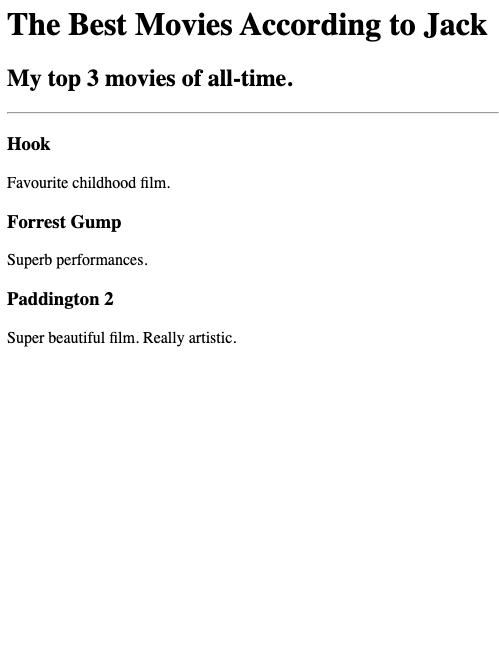 The Best Movies According to Jack
My top 3 movies of all-time.
Hook
Favourite childhood film.
Forrest Gump
Superb performances.
Paddington 2
Super beautiful film. Really artistic.